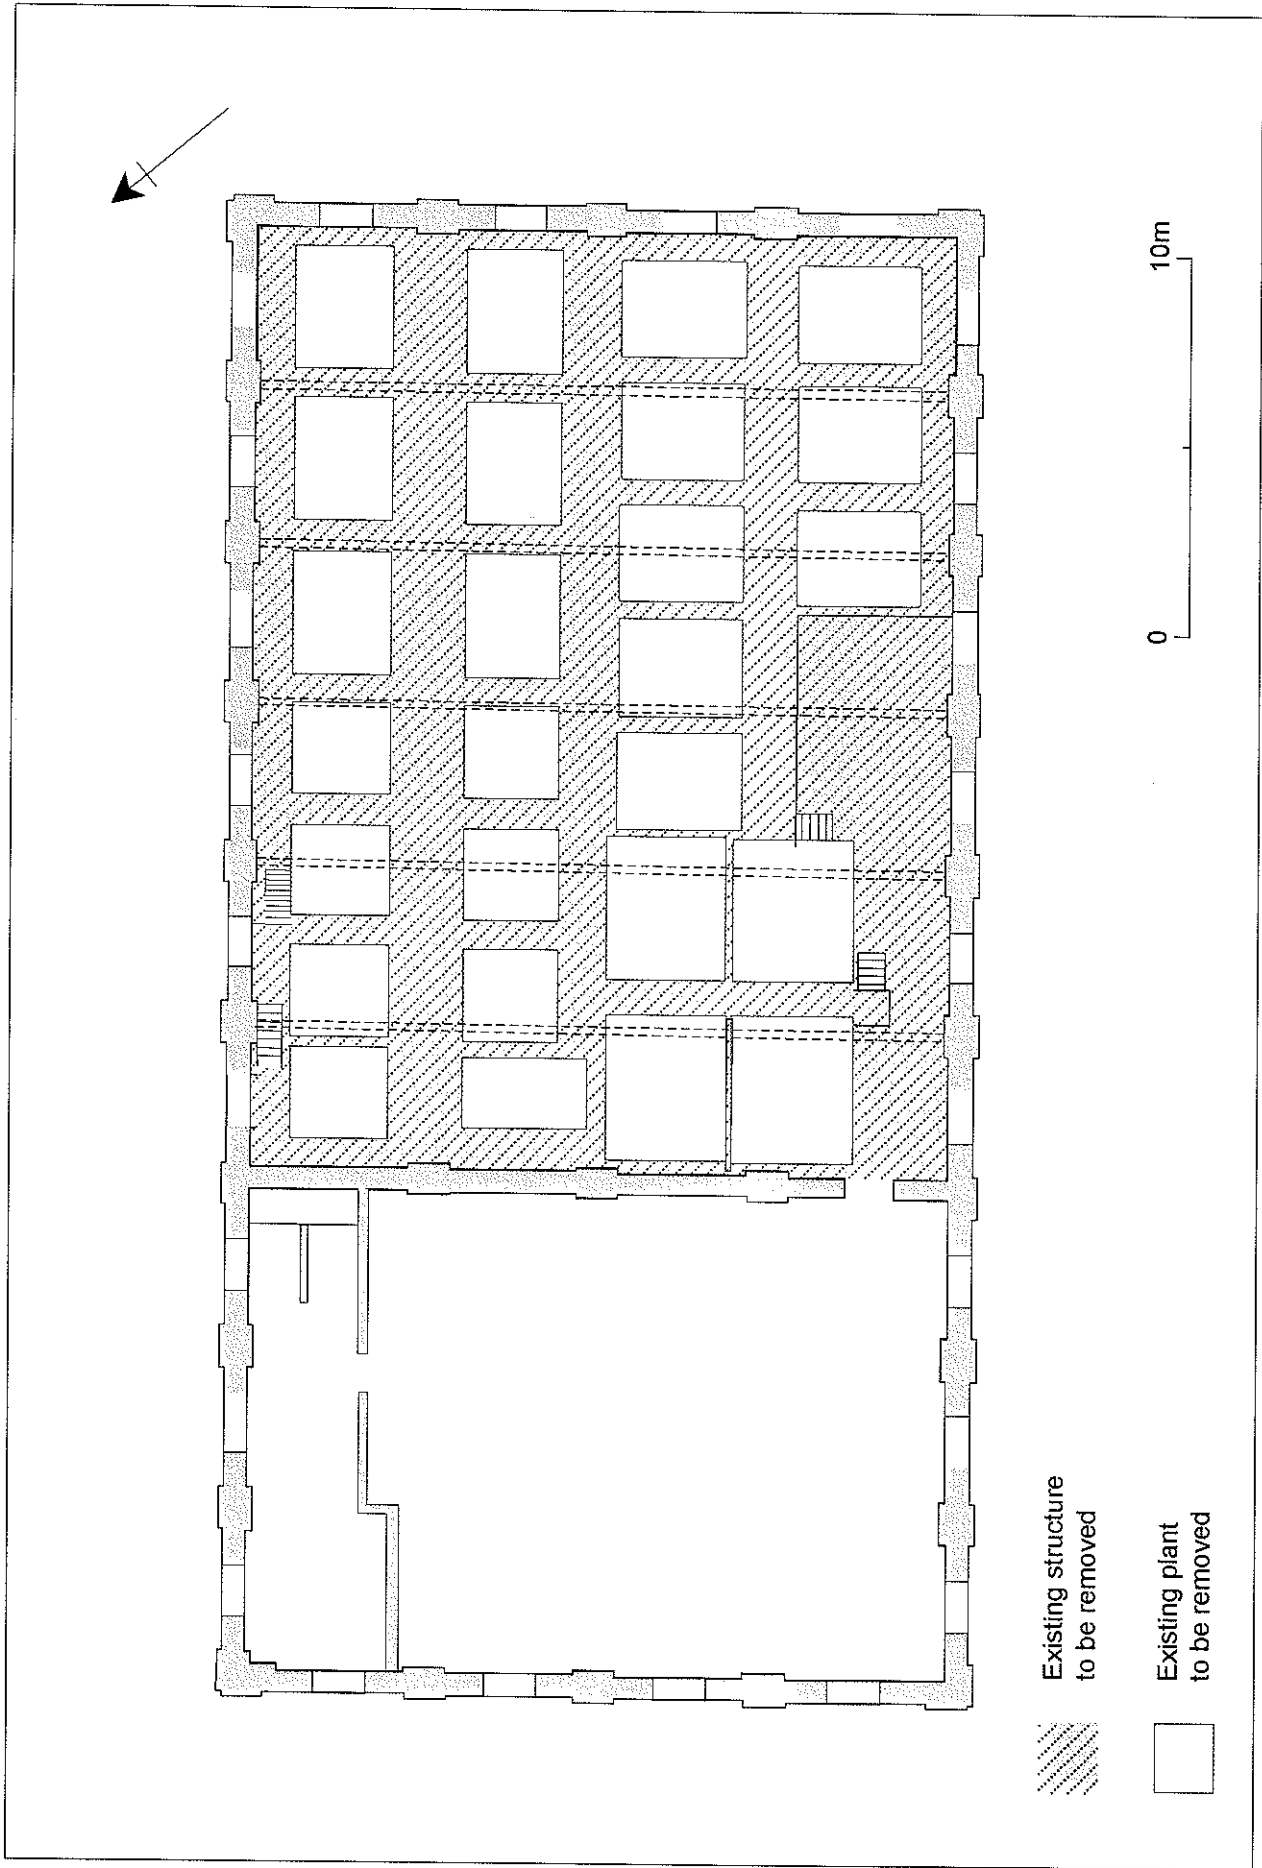 Existing structure
to be removed
Existing plant
to be removed
0
10m